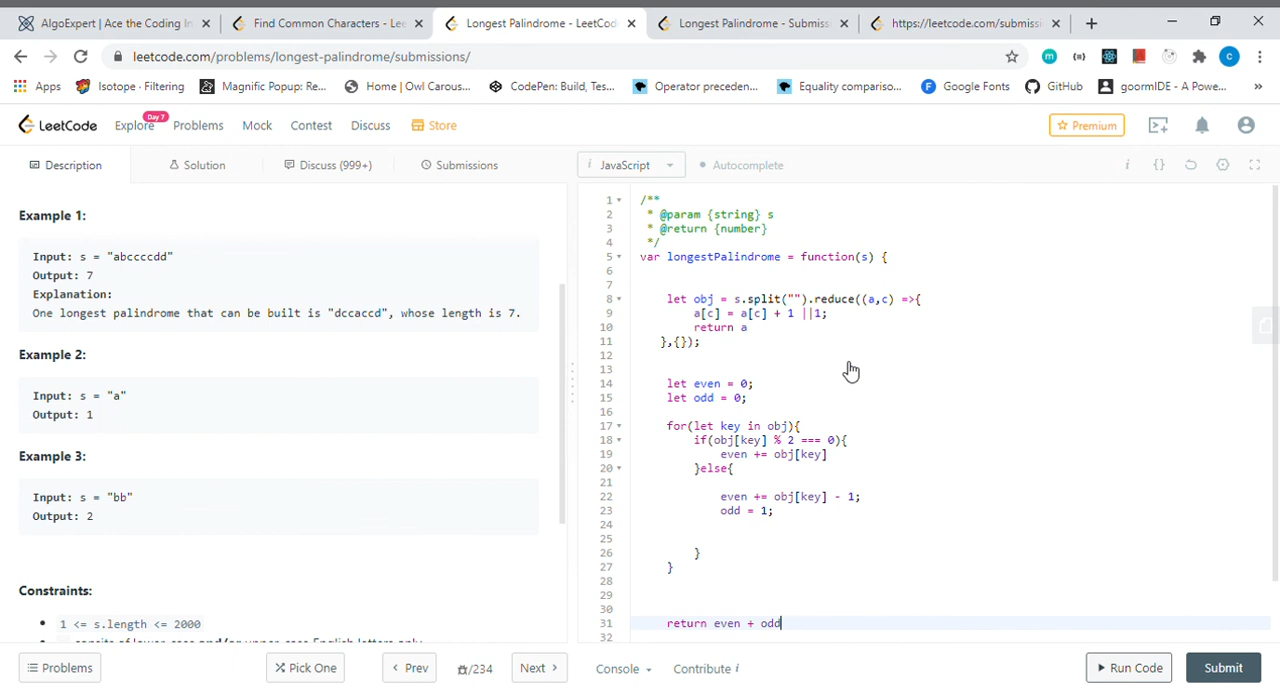 AlgoExpert | Ace the Coding In
Find Common Characters - Lee
Longest Palindrome - LeetCod
Longest Palindrome - Submiss
https://leetcode.com/submissi
leetcode.com/problems/longest-palindrome/submissions/
Apps
Isotope · Filtering
Magnific Popup: Re...
Home | Owl Carous...
CodePen: Build, Tes...
Operator preceden...
Equality compariso...
Google Fonts
GitHub
goormIDE - A Powe...
»
LeetCode
Explore
Day 7
Problems
Mock
Contest
Discuss
Store
Premium
Description
Solution
Discuss (999+)
Submissions
i JavaScript
Autocomplete
Example 1:
Input: s = "abccccdd"
Output: 7
Explanation:
One longest palindrome that can be built is "dccaccd", whose length is 7.
Example 2:
Input: s = "a"
Output: 1
Example 3:
Input: s = "bb"
Output: 2
Constraints:
1 <= s.length <= 2000
1 /**
2 * @param {string} s
3 * @return {number}
4 */
5 var longestPalindrome = function(s) {
6
7
8 let obj = s.split("").reduce((a,c) =>{
9 a[c] = a[c] + 1 ||1;
10 return a
11 },{});
12
13
14 let even = 0;
15 let odd = 0;
16
17 for(let key in obj){
18 if(obj[key] % 2 === 0){
19 even += obj[key]
20 }else{
21
22 even += obj[key] - 1;
23 odd = 1;
24
25
26 }
27 }
28
29
30
31 return even + odd
32
Problems
Pick One
Prev
/234
Next
Console
Contribute i
Run Code
Submit